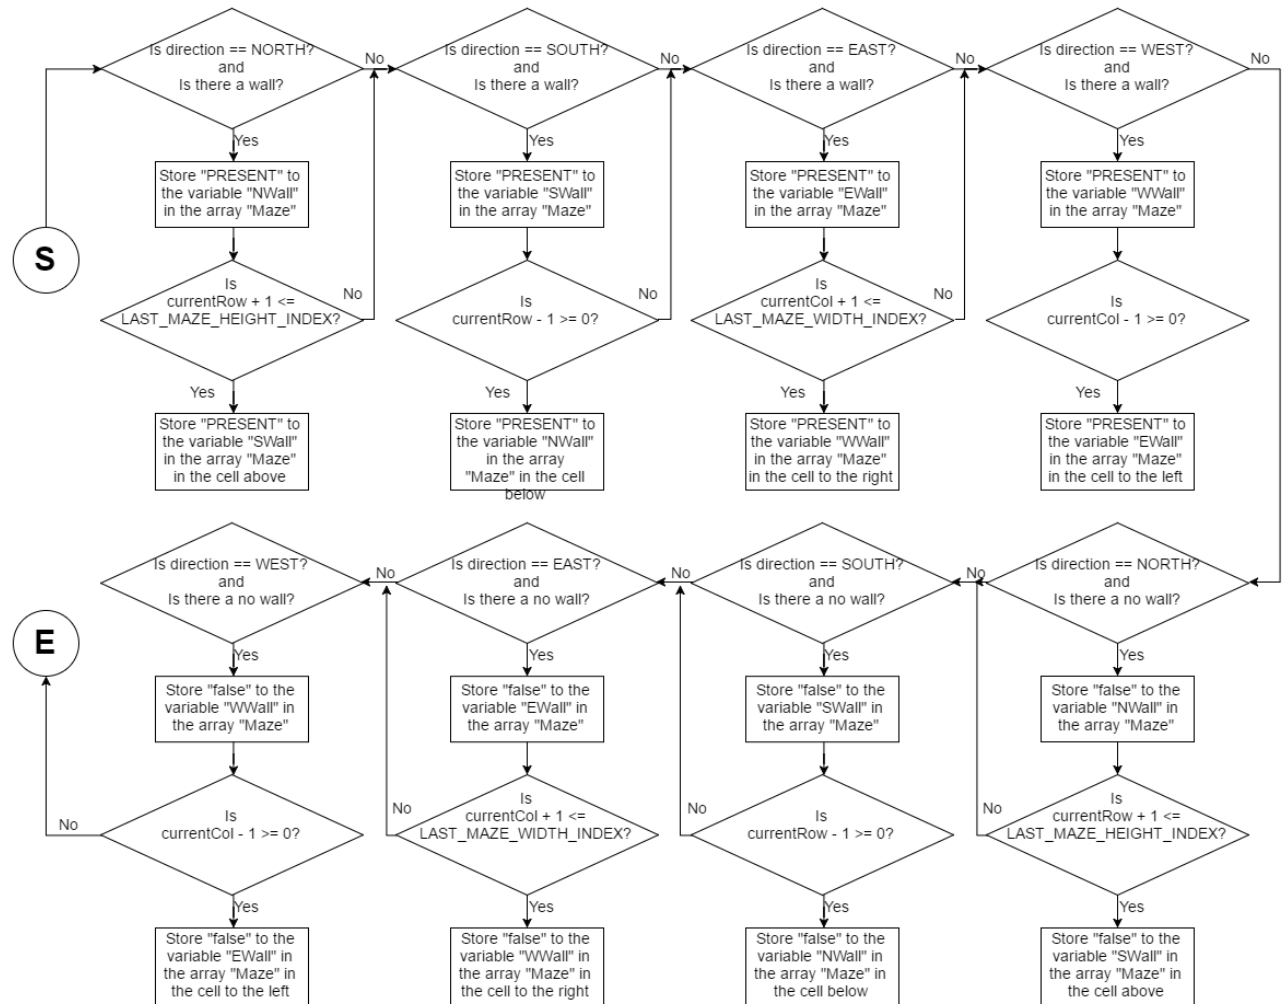 Is direction == NORTH?
and
Is there a wall?
No
Is direction == SOUTH?
and
Is there a wall?
No
Is direction == EAST?
and
Is there a wall?
No
Is direction == WEST?
and
Is there a wall?
No
Yes
Yes
Yes
Yes
Store "PRESENT" to
the variable "NWall"
in the array "Maze"
Store "PRESENT" to
the variable "SWall"
in the array "Maze"
Store "PRESENT" to
the variable "EWall"
in the array "Maze"
Store "PRESENT" to
the variable "WWall"
in the array "Maze"
S
Is
currentRow + 1 <=
LAST_MAZE_HEIGHT_INDEX?
No
Is
currentRow - 1 >= 0?
No
Is
currentCol + 1 <=
LAST_MAZE_WIDTH_INDEX?
No
Is
currentCol - 1 >= 0?
Yes
Yes
Yes
Yes
Store "PRESENT" to
the variable "SWall"
in the array "Maze"
in the cell above
Store "PRESENT" to
the variable "NWall"
in the array
"Maze" in the cell
below
Store "PRESENT" to
the variable "WWall"
in the array "Maze"
in the cell to the right
Store "PRESENT" to
the variable "EWall"
in the array "Maze"
in the cell to the left
Is direction == WEST?
and
Is there a no wall?
No
Is direction == EAST?
and
Is there a no wall?
No
Is direction == SOUTH?
and
Is there a no wall?
No
Is direction == NORTH?
and
Is there a no wall?
E
Yes
Yes
Yes
Yes
Store "false" to the
variable "WWall" in
the array "Maze"
Store "false" to the
variable "EWall" in
the array "Maze"
Store "false" to the
variable "SWall" in
the array "Maze"
Store "false" to the
variable "NWall" in
the array "Maze"
No
Is
currentCol - 1 >= 0?
No
Is
currentCol + 1 <=
LAST_MAZE_WIDTH_INDEX?
No
Is
currentRow - 1 >= 0?
No
Is
currentRow + 1 <=
LAST_MAZE_HEIGHT_INDEX?
Yes
Yes
Yes
Yes
Store "false" to the
variable "EWall" in
the array "Maze" in
the cell to the left
Store "false" to the
variable "WWall" in
the array "Maze" in
the cell to the right
Store "false" to the
variable "NWall" in
the array "Maze" in
the cell below
Store "false" to the
variable "SWall" in
the array "Maze" in
the cell above